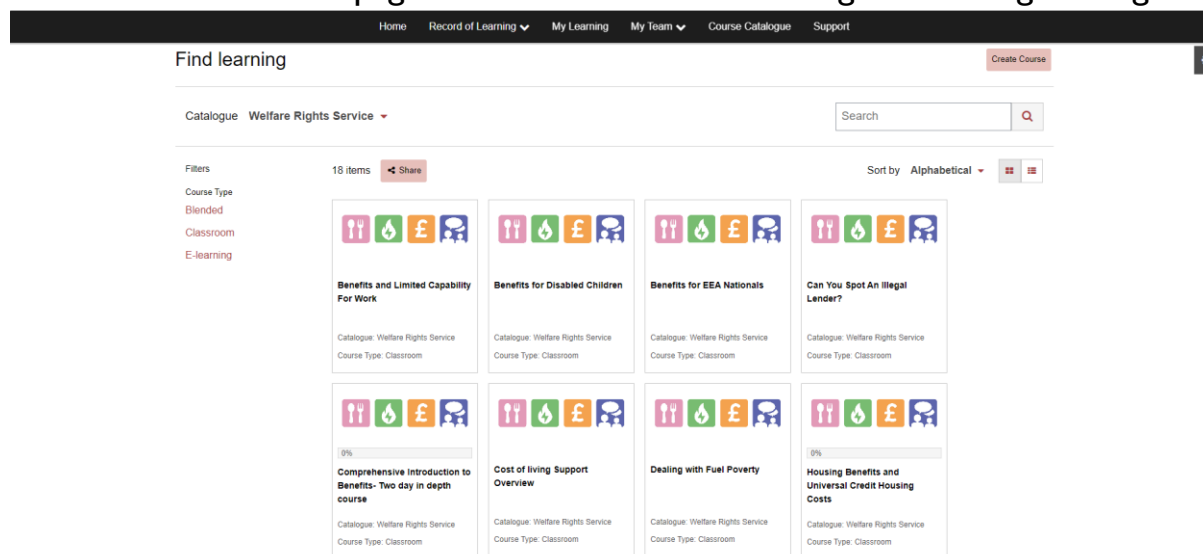 Home Record of Learning My Learning My Team Course Catalogue Support
Find learning
Create Course
Catalogue Welfare Rights Service
Search
Filters
18 items Share
Sort by Alphabetical
Course Type
Blended
Classroom
E-learning
£ £ £ £
Benefits and Limited Capability
For Work
Catalogue: Welfare Rights Service
Course Type: Classroom
Benefits for Disabled Children
Catalogue: Welfare Rights Service
Course Type: Classroom
Benefits for EEA Nationals
Catalogue: Welfare Rights Service
Course Type: Classroom
Can You Spot An Illegal
Lender?
Catalogue: Welfare Rights Service
Course Type: Classroom
£ £ £ £
0%
Comprehensive Introduction to
Benefits- Two day in depth
course
Catalogue: Welfare Rights Service
Course Type: Classroom
Cost of living Support
Overview
Catalogue: Welfare Rights Service
Course Type: Classroom
Dealing with Fuel Poverty
Catalogue: Welfare Rights Service
Course Type: Classroom
0%
Housing Benefits and
Universal Credit Housing
Costs
Catalogue: Welfare Rights Service
Course Type: Classroom